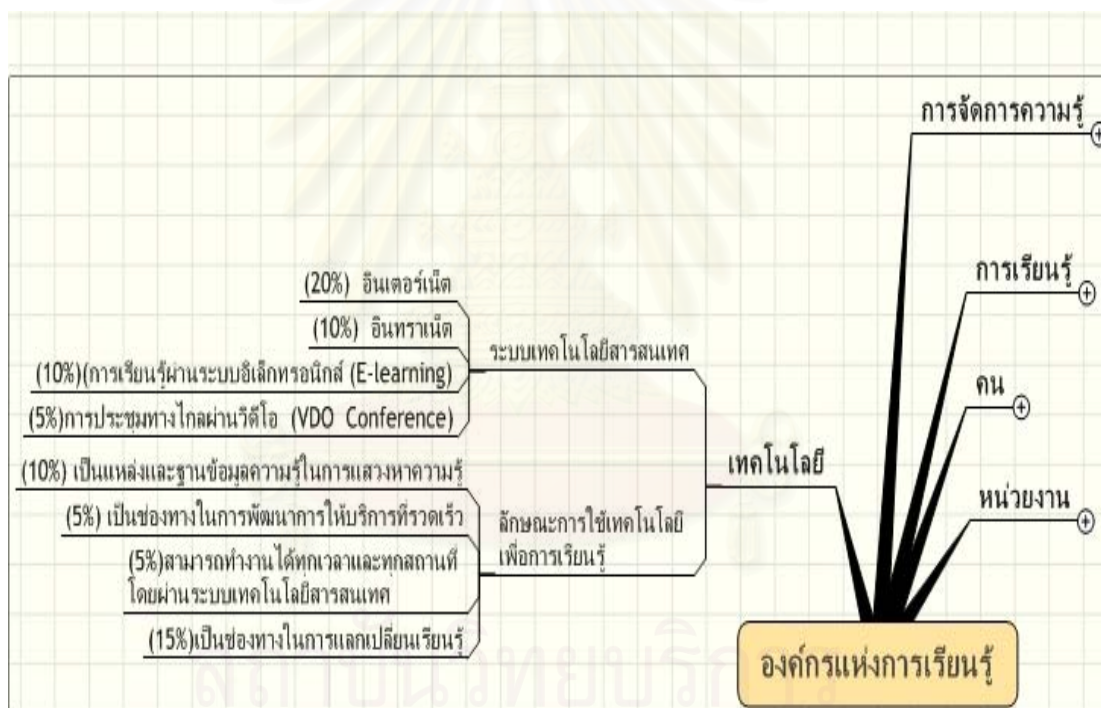 การจัดการความรู้
การเรียนรู้
คน
หน่วยงาน
เทคโนโลยี
ระบบเทคโนโลยีสารสนเทศ
(20%) อินเตอร์เน็ต
(10%) อินทราเน็ต
(10%)(การเรียนรู้ผ่านระบบอิเล็กทรอนิกส์ (E-learning)
(5%)การประชุมทางไกลผ่านวีดีโอ (VDO Conference)
ลักษณะการใช้เทคโนโลยี
เพื่อการเรียนรู้
(10%) เป็นแหล่งและฐานข้อมูลความรู้ในการแสวงหาความรู้
(5%) เป็นช่องทางในการพัฒนาการให้บริการที่รวดเร็ว
(5%)สามารถทำงานได้ทุกเวลาและทุกสถานที่
โดยผ่านระบบเทคโนโลยีสารสนเทศ
(15%)เป็นช่องทางในการแลกเปลี่ยนเรียนรู้
องค์กรแห่งการเรียนรู้
สถาบันวิทยบริการ